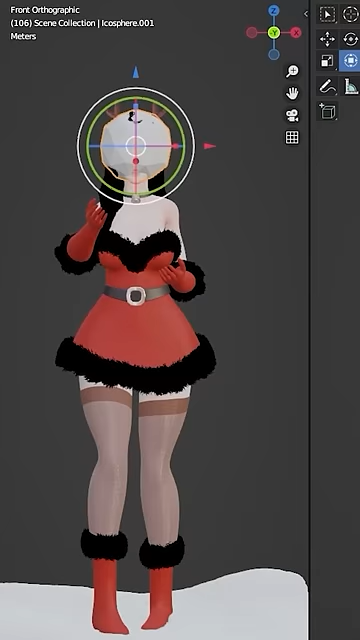 Front Orthographic
(106) Scene Collection | Icosphere.001
Meters
Z
Y
X